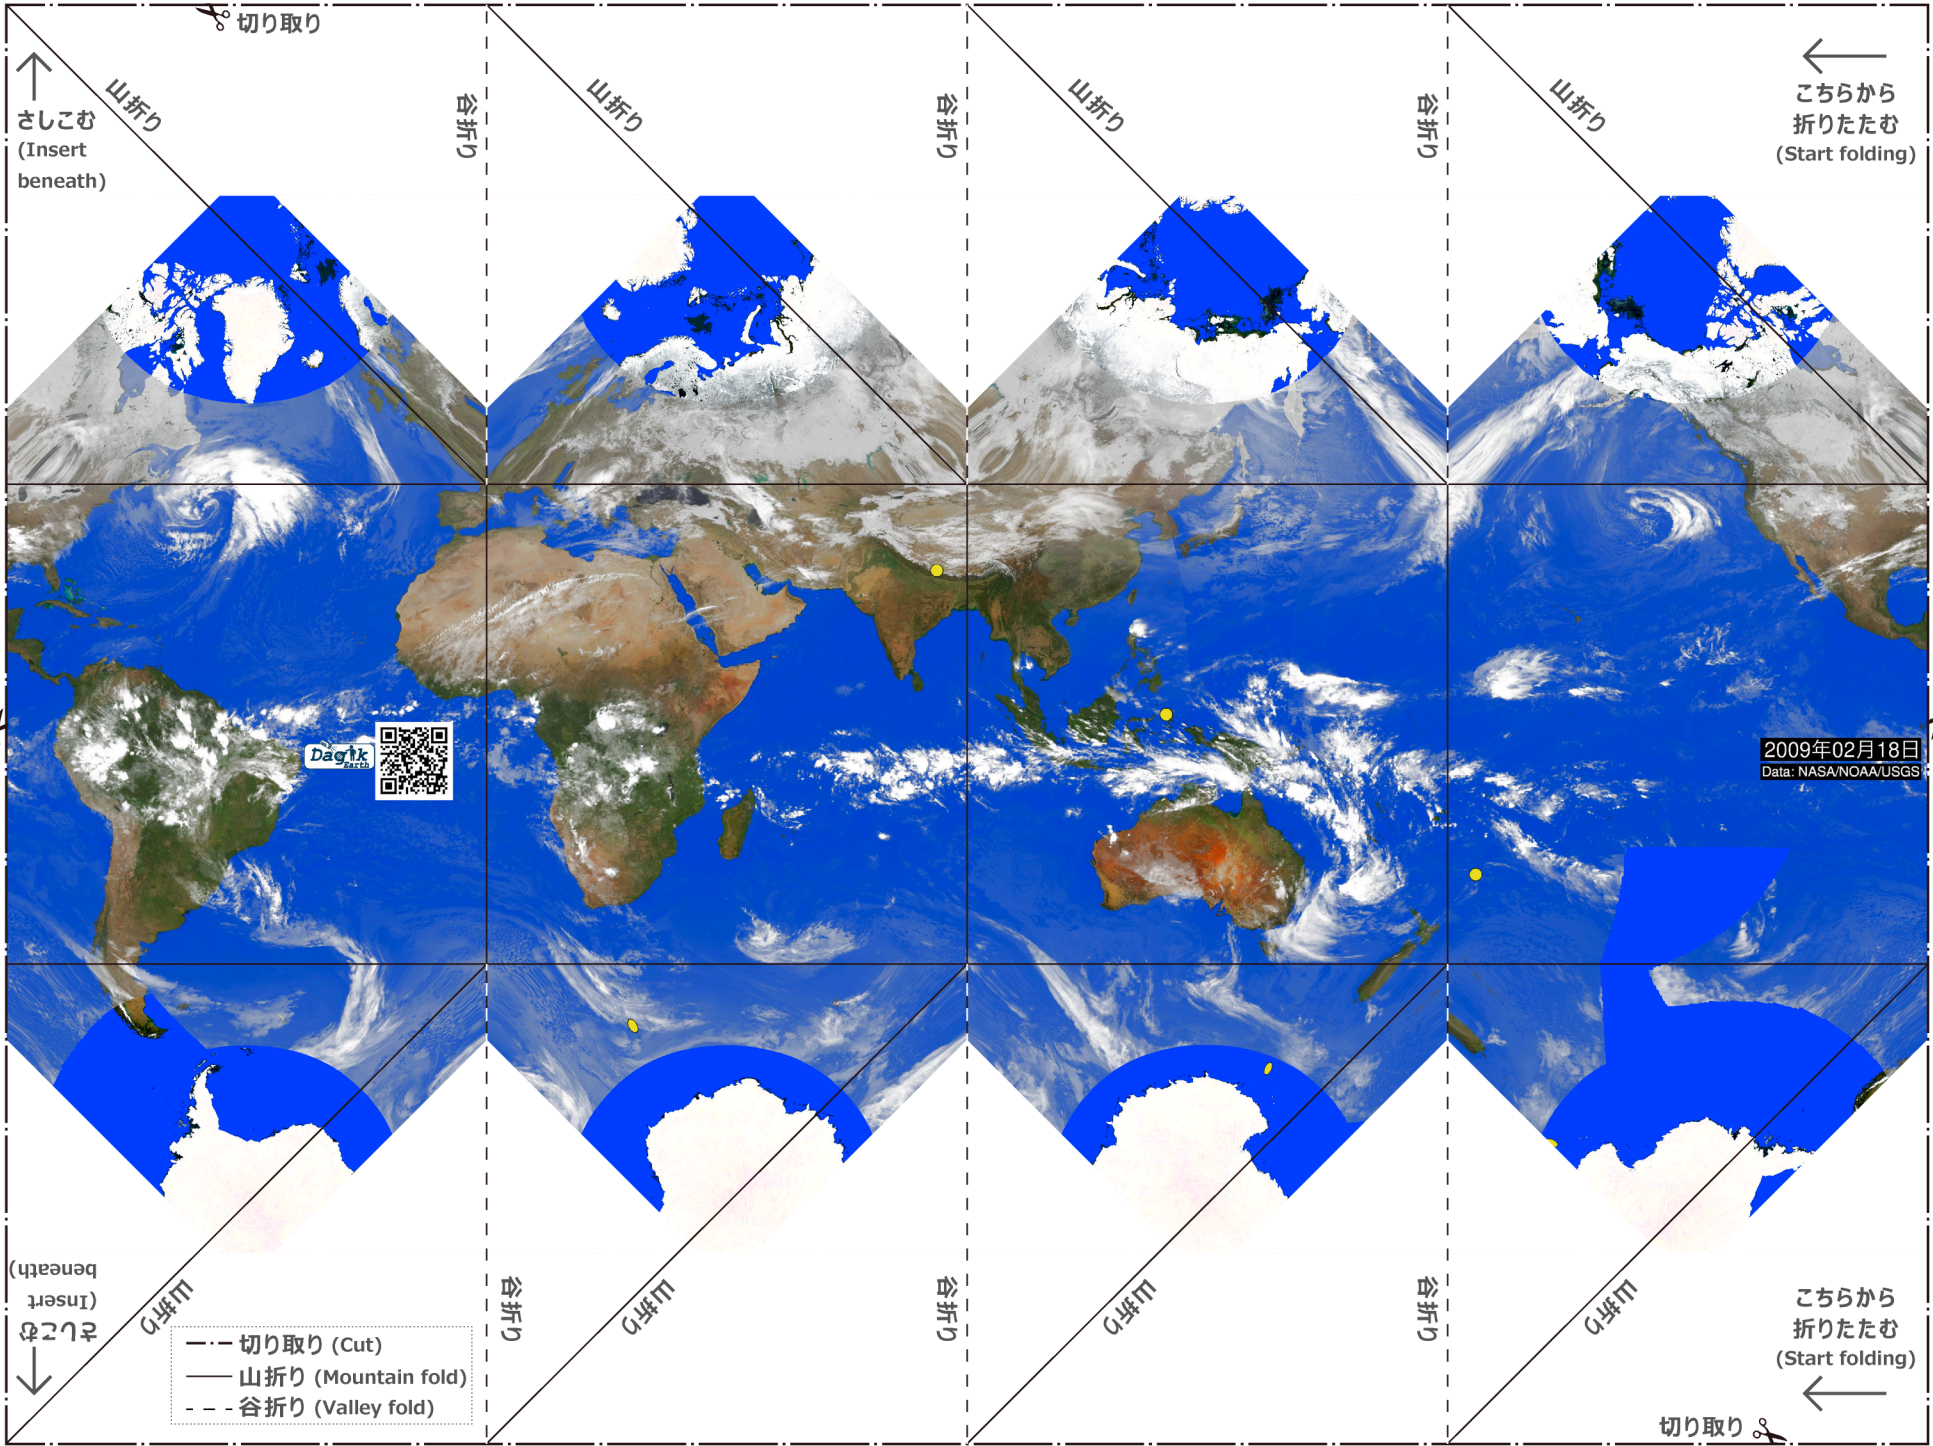 切り取り
山折り
谷折り
山折り
谷折り
山折り
谷折り
山折り
さしこむ
(Insert
beneath)
こちらから
折りたたむ
(Start folding)
Dagik
Earth
2009年02月18日
Data: NASA/NOAA/USGS
さしこむ
(Insert
beneath)
山折り
谷折り
山折り
谷折り
山折り
谷折り
山折り
こちらから
折りたたむ
(Start folding)
切り取り (Cut)
山折り (Mountain fold)
谷折り (Valley fold)
切り取り